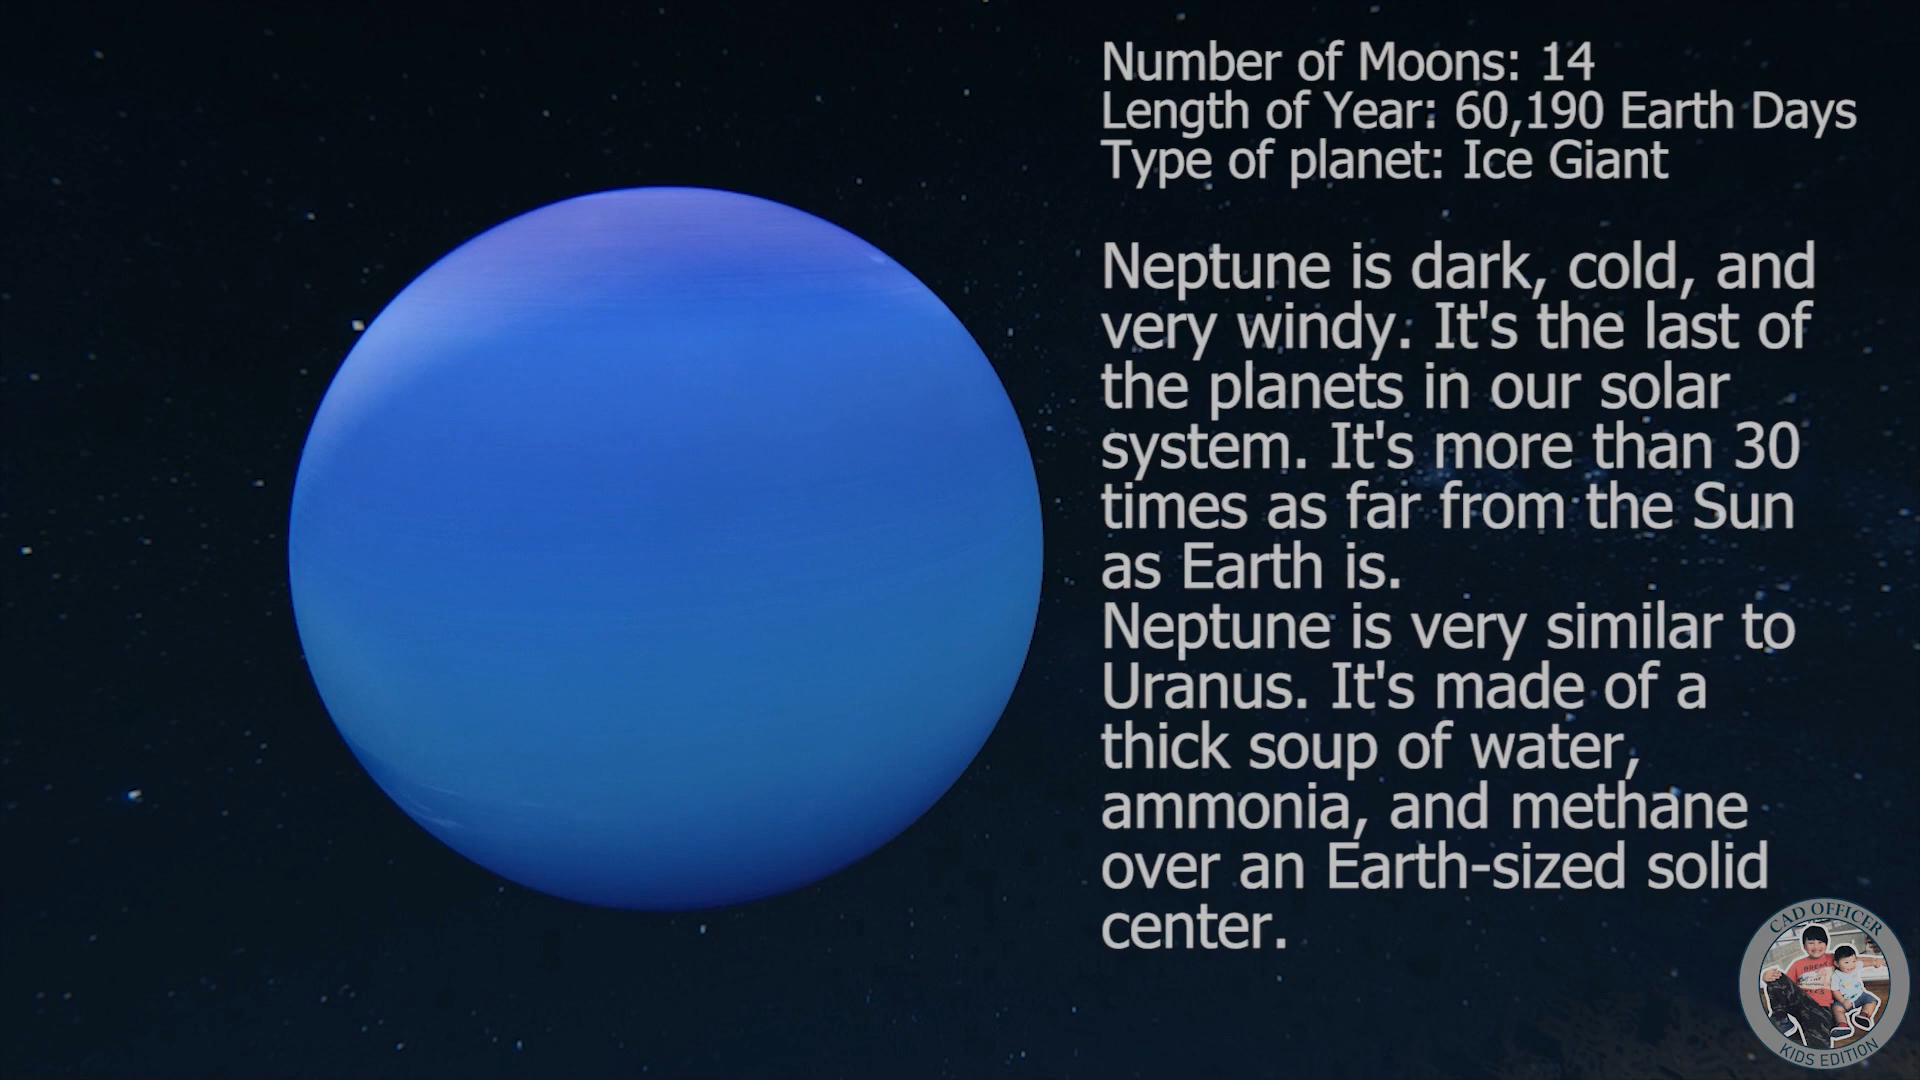 Number of Moons: 14
Length of Year: 60,190 Earth Days
Type of planet: Ice Giant
Neptune is dark, cold, and
very windy. It's the last of
the planets in our solar
system. It's more than 30
times as far from the Sun
as Earth is.
Neptune is very similar to
Uranus. It's made of a
thick soup of water,
ammonia, and methane
over an Earth-sized solid
center.
CAD OFFICER
KIDS EDITION